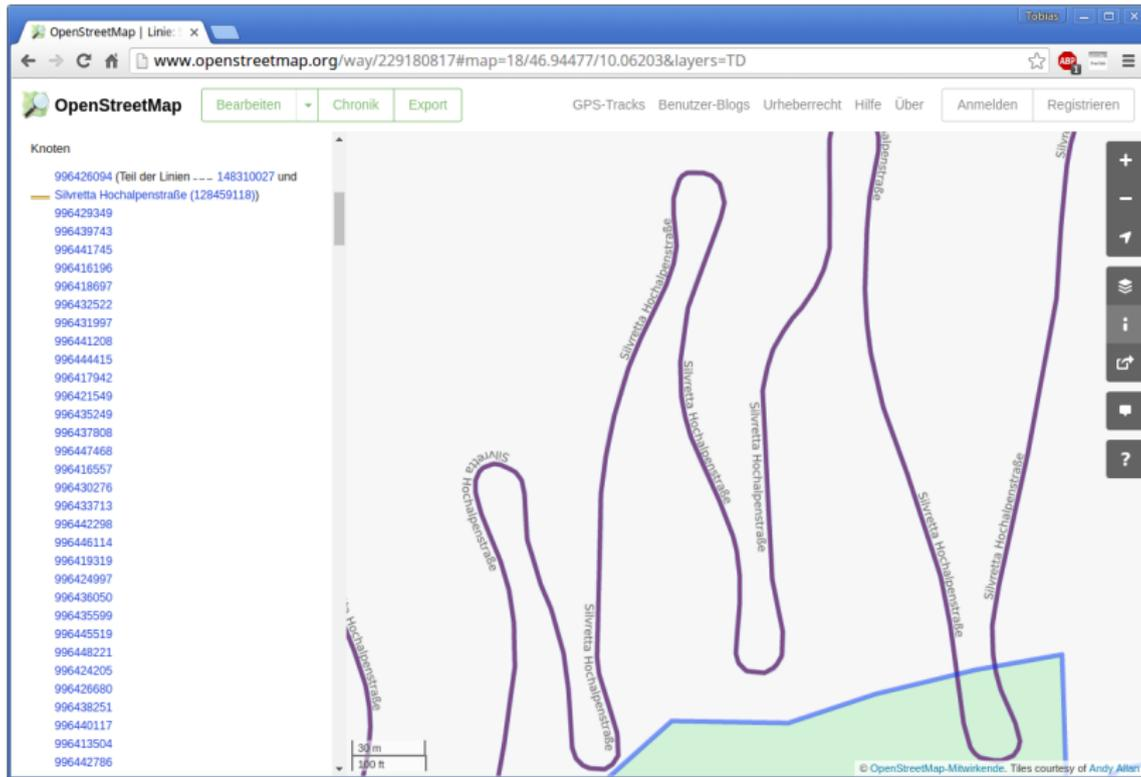 Tobias
OpenStreetMap | Linie:
www.openstreetmap.org/way/229180817#map=18/46.94477/10.06203&layers=TD
ABP
1
OpenStreetMap
Bearbeiten
Chronik
Export
GPS-Tracks Benutzer-Blogs Urheberrecht Hilfe Über
Anmelden
Registrieren
Knoten
996426094 (Teil der Linien 148310027 und
Silvretta Hochalpenstraße (128459118))
996429349
996439743
996441745
996416196
996418697
996432522
996431997
996441208
996444415
996417942
996421549
996435249
996437808
996447468
996416557
996430276
996433713
996442298
996446114
996419319
996424997
996436050
996435599
996445519
996448221
996424205
996426680
996438251
996440117
996413504
996442786
alpenstraße
Silvr
Silvretta Hochalpenstraße
Silvretta Hochalpenstraße
Silvretta Hochalpenstraße
Silvretta Hochalpenstraße
Silvretta Hochalpenstraße
Silvretta Hochalpenstraße
Silvretta Hochalpenstraße
Hochalpenstraße
30 m
100 ft
© OpenStreetMap-Mitwirkende. Tiles courtesy of Andy Allan